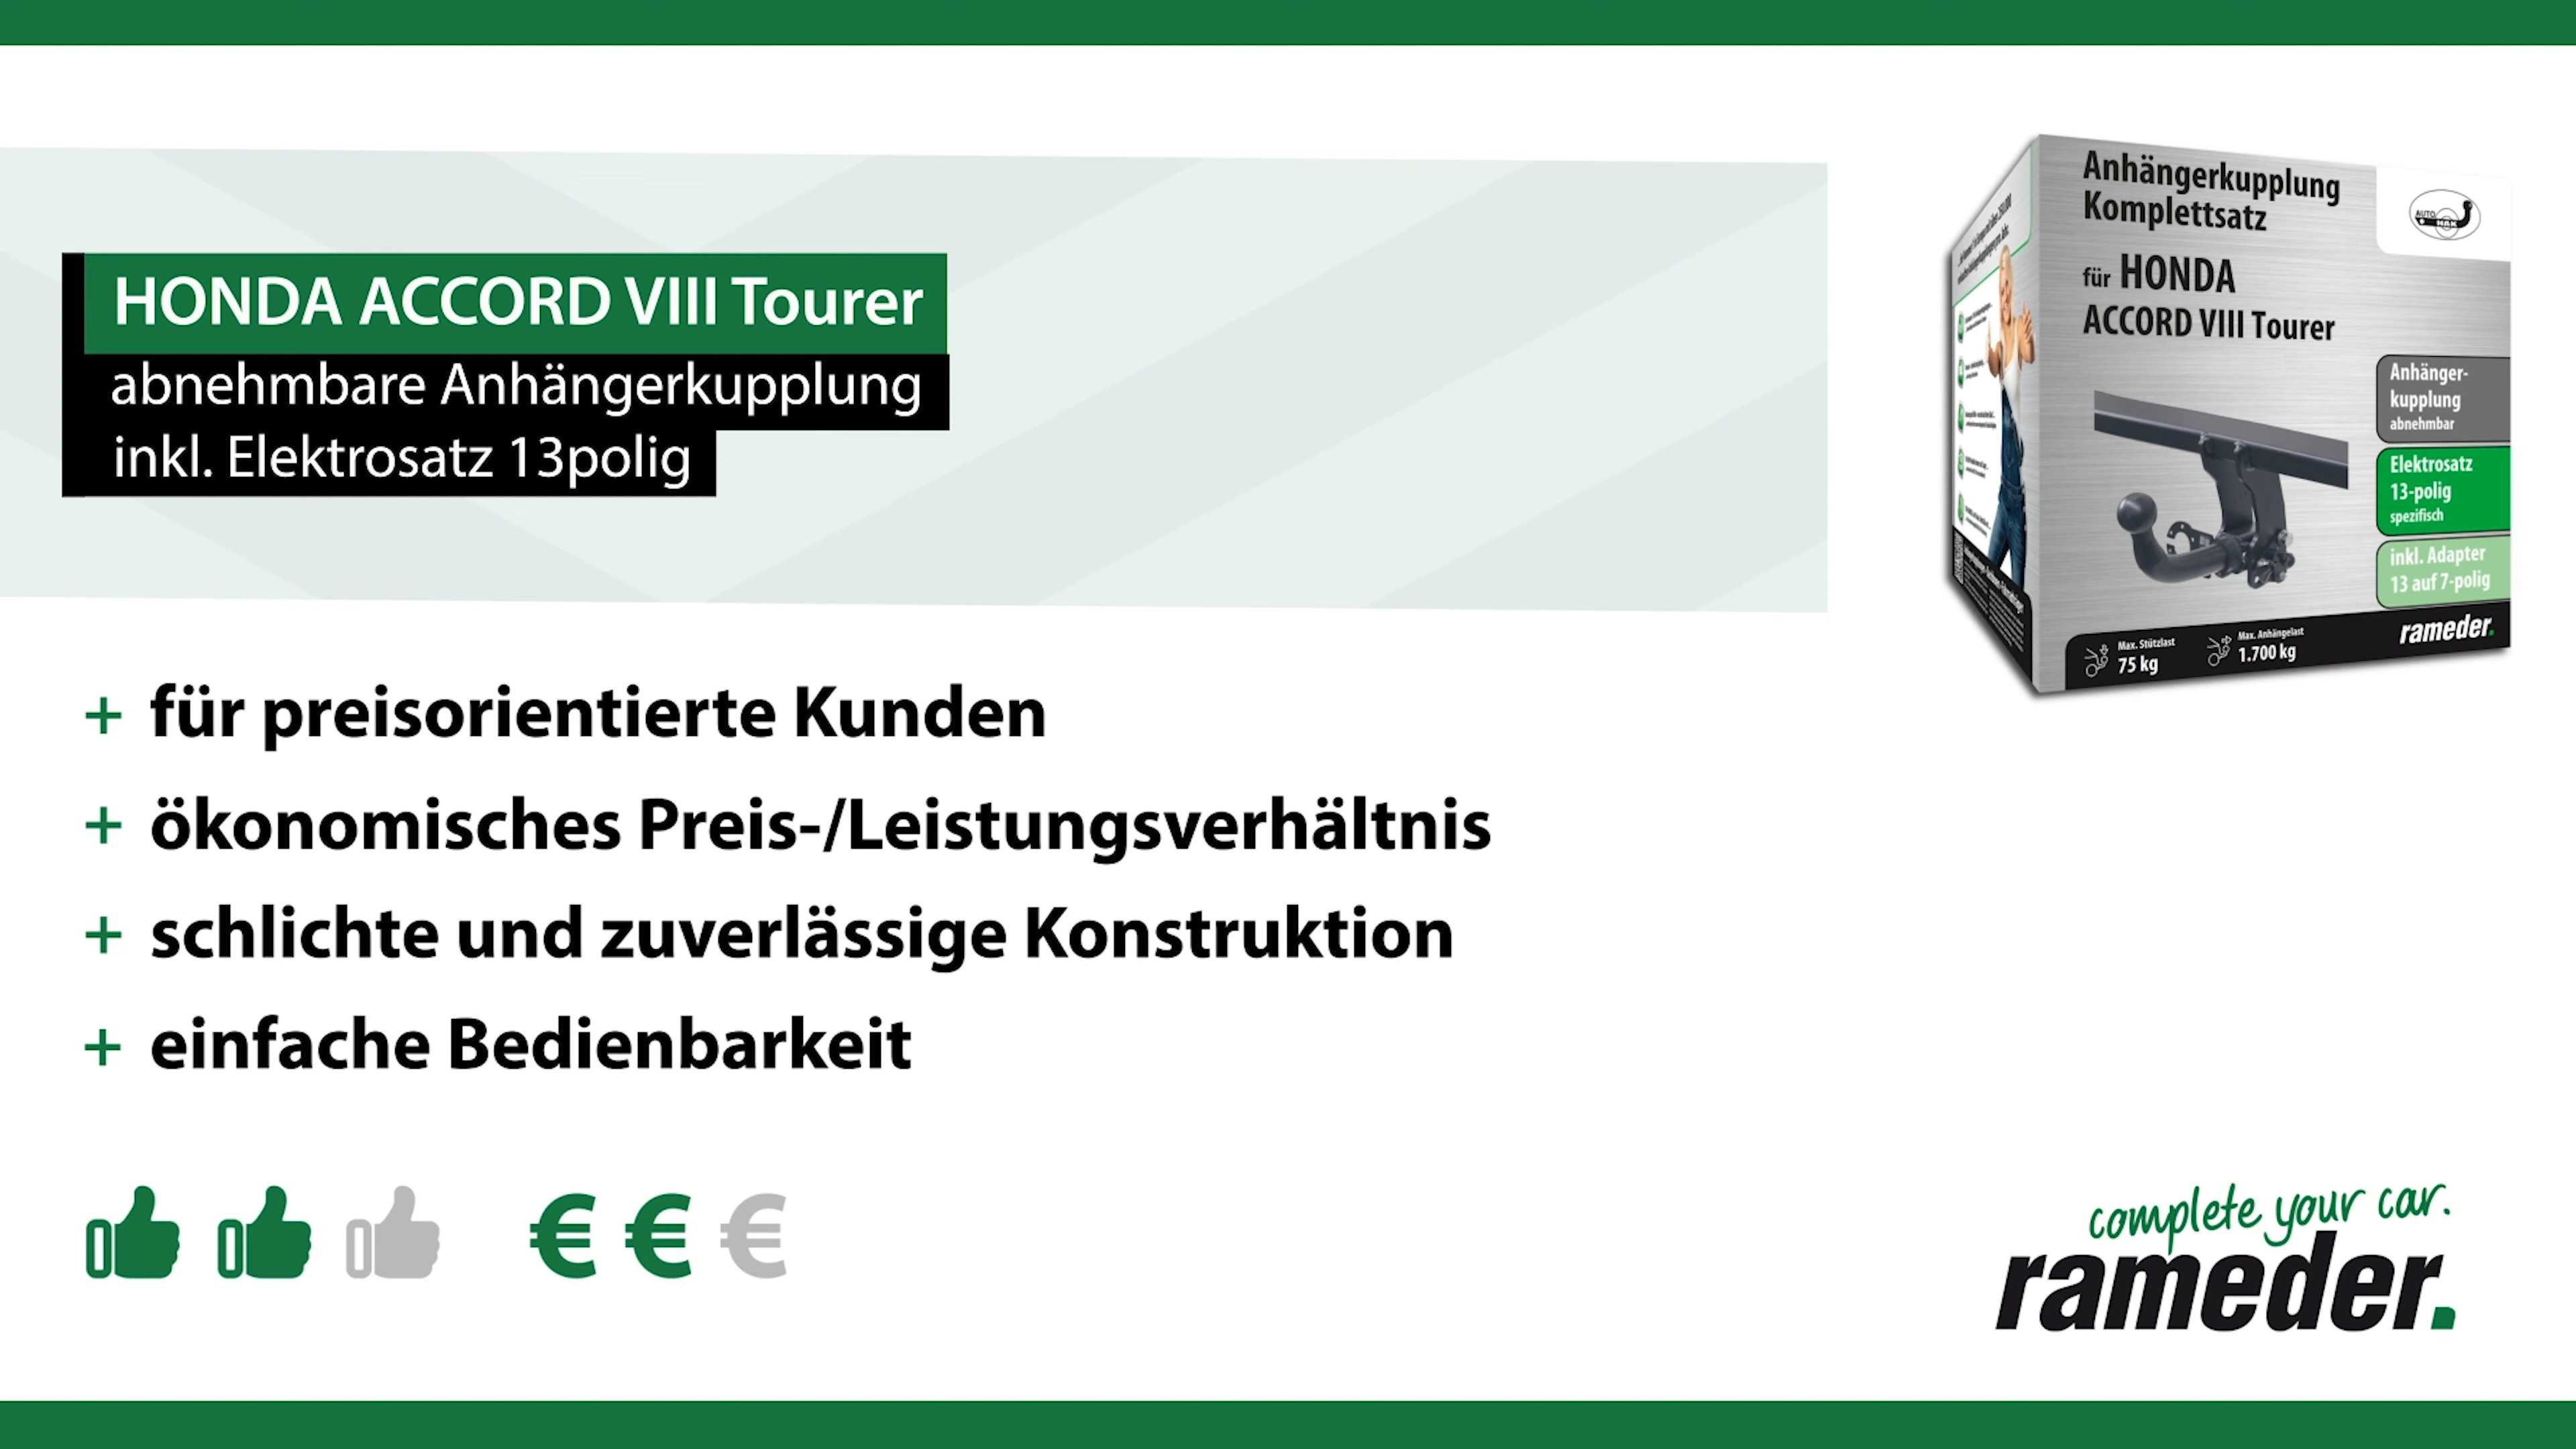 HONDA ACCORD VIII Tourer
abnehmbare Anhängerkupplung
inkl. Elektrosatz 13polig
Anhängerkupplung
Komplettsatz
für HONDA
ACCORD VIII Tourer
AUTO
HAK
Anhänger-
kupplung
abnehmbar
Elektrosatz
13-polig
spezifisch
inkl. Adapter
13 auf 7-polig
Max. Stützlast
75 kg
Max. Anhängelast
1.700 kg
rameder.
+ für preisorientierte Kunden
+ ökonomisches Preis-/Leistungsverhältnis
+ schlichte und zuverlässige Konstruktion
+ einfache Bedienbarkeit
€ € €
complete your car.
rameder.